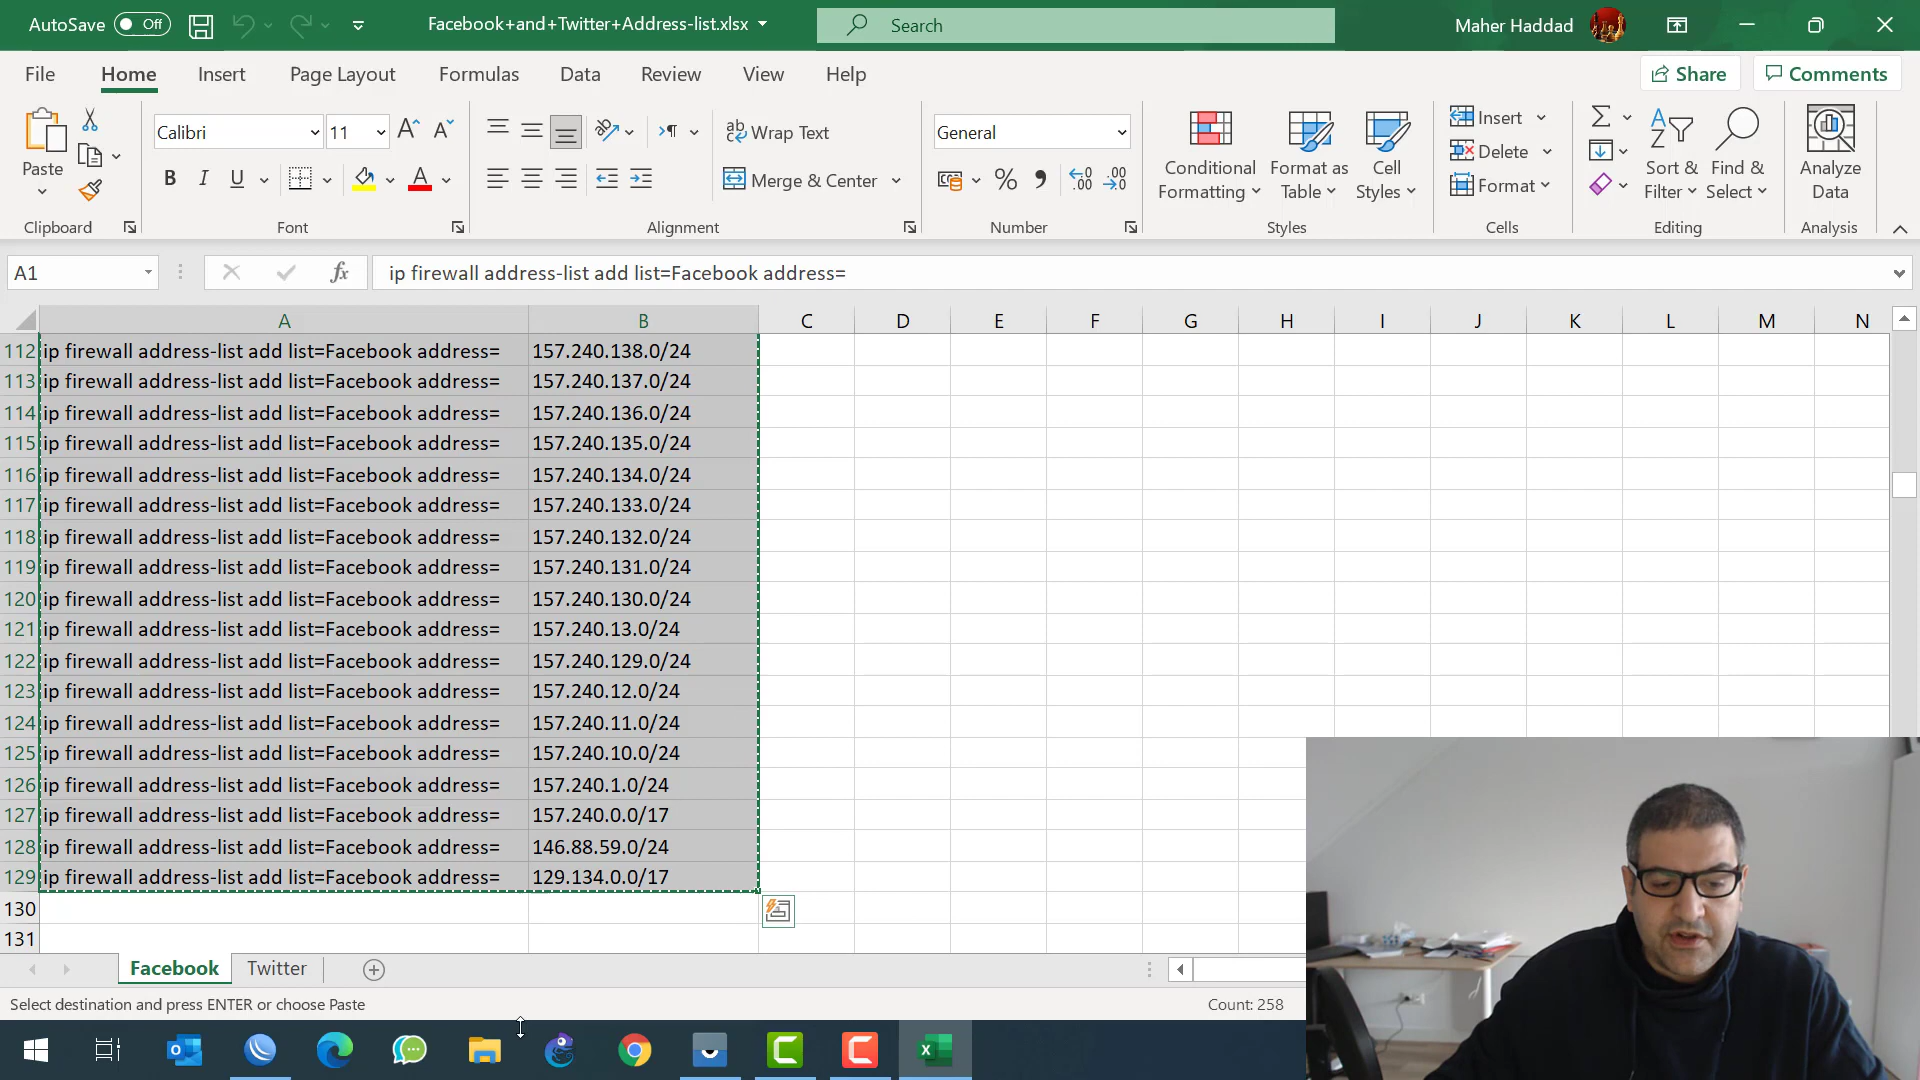 AutoSave Off Facebook+and+Twitter+Address-list.xlsx Search Maher Haddad
File Home Insert Page Layout Formulas Data Review View Help Share Comments
Paste Calibri 11 Wrap Text General Conditional Formatting Format as Table Cell Styles Insert Sort & Filter Find & Select Analyze Data
B I U Merge & Center Delete
Format
Clipboard Font Alignment Number Styles Cells Editing Analysis
A1 fx ip firewall address-list add list=Facebook address=
A B C D E F G H I J K L M N
112 ip firewall address-list add list=Facebook address= 157.240.138.0/24
113 ip firewall address-list add list=Facebook address= 157.240.137.0/24
114 ip firewall address-list add list=Facebook address= 157.240.136.0/24
115 ip firewall address-list add list=Facebook address= 157.240.135.0/24
116 ip firewall address-list add list=Facebook address= 157.240.134.0/24
117 ip firewall address-list add list=Facebook address= 157.240.133.0/24
118 ip firewall address-list add list=Facebook address= 157.240.132.0/24
119 ip firewall address-list add list=Facebook address= 157.240.131.0/24
120 ip firewall address-list add list=Facebook address= 157.240.130.0/24
121 ip firewall address-list add list=Facebook address= 157.240.13.0/24
122 ip firewall address-list add list=Facebook address= 157.240.129.0/24
123 ip firewall address-list add list=Facebook address= 157.240.12.0/24
124 ip firewall address-list add list=Facebook address= 157.240.11.0/24
125 ip firewall address-list add list=Facebook address= 157.240.10.0/24
126 ip firewall address-list add list=Facebook address= 157.240.1.0/24
127 ip firewall address-list add list=Facebook address= 157.240.0.0/17
128 ip firewall address-list add list=Facebook address= 146.88.59.0/24
129 ip firewall address-list add list=Facebook address= 129.134.0.0/17
130
131
Facebook Twitter
Select destination and press ENTER or choose Paste Count: 258